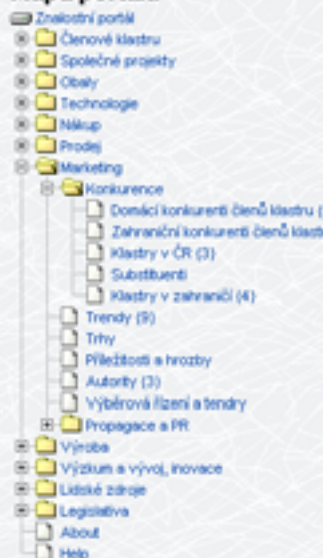 Znalostní portál
Členové klastru
Společné projekty
Obaly
Technologie
Nákup
Prodej
Marketing
Konkurence
Domácí konkurenti členů klastru (
Zahraniční konkurenti členů klast
Klastry v ČR (3)
Substituenti
Klastry v zahraničí (4)
Trendy (9)
Trhy
Příležitosti a hrozby
Autority (3)
Výběrová řízení a tendry
Propagace a PR
Výroba
Výzkum a vývoj, inovace
Lidské zdroje
Legislativa
About
Help